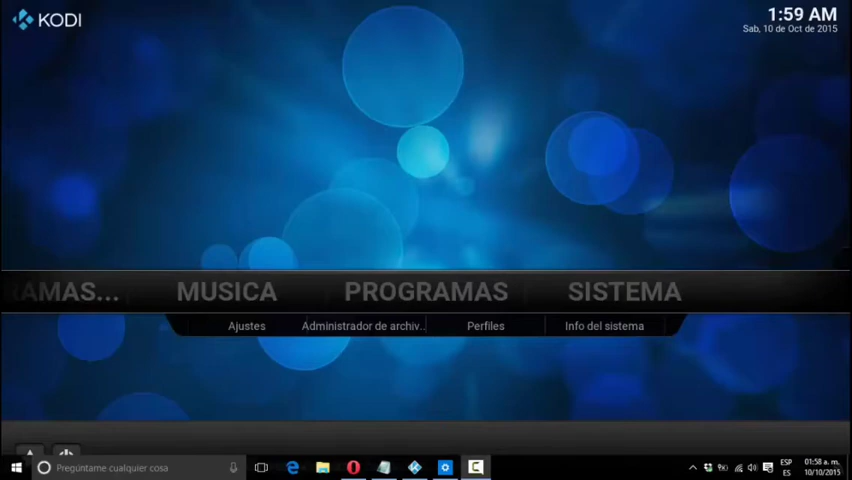 KODI
1:59 AM
Sab, 10 de Oct de 2015
RAMAS... MUSICA PROGRAMAS SISTEMA
Ajustes Administrador de archiv.. Perfiles Info del sistema
Pregúntame cualquier cosa
ESP
ES
01:58 a. m.
10/10/2015